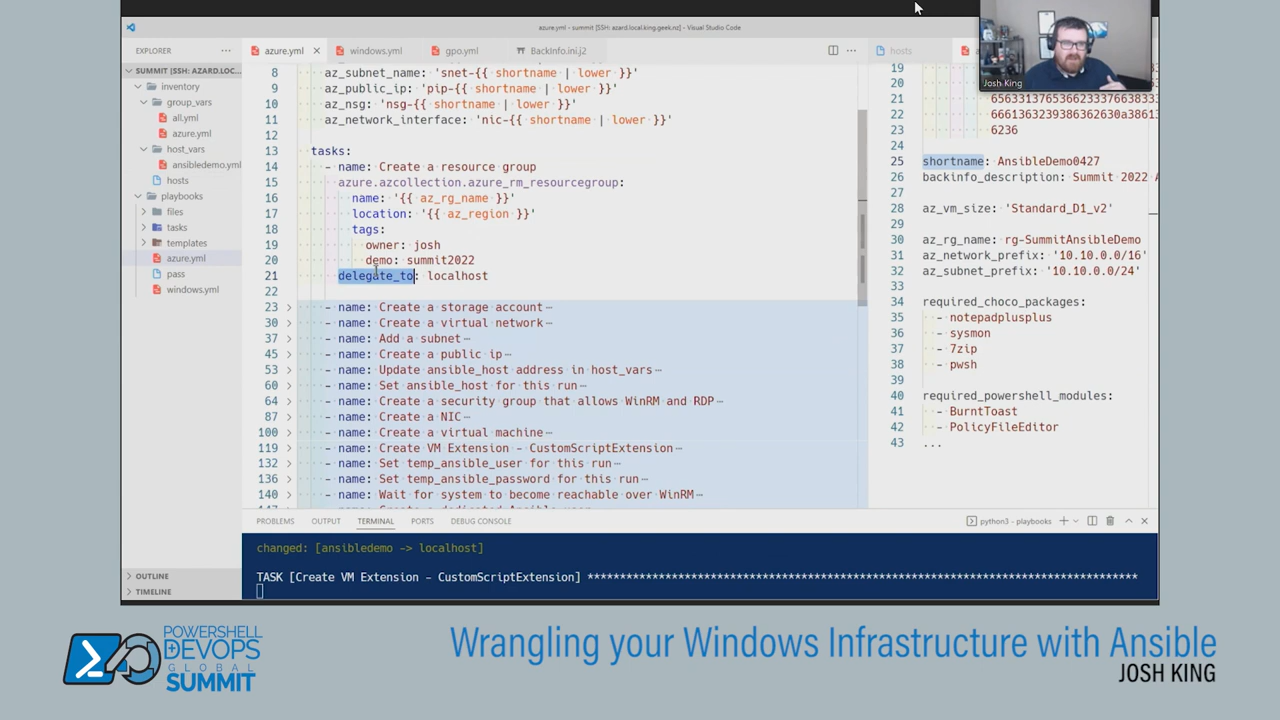 azure.yml - summit [SSH: azard.local.king.geek.nz] - Visual Studio Code
EXPLORER
azure.yml
windows.yml
gpo.yml
BackInfo.ini.j2
hosts
SUMMIT [SSH: AZARD.LOC...
inventory
group_vars
all.yml
azure.yml
host_vars
ansibledemo.yml
hosts
playbooks
files
tasks
templates
azure.yml
pass
windows.yml
OUTLINE
TIMELINE
8 az_subnet_name: 'snet-{{ shortname | lower }}'
9 az_public_ip: 'pip-{{ shortname | lower }}'
10 az_nsg: 'nsg-{{ shortname | lower }}'
11 az_network_interface: 'nic-{{ shortname | lower }}'
12
13 tasks:
14 - name: Create a resource group
15 azure.azcollection.azure_rm_resourcegroup:
16 name: '{{ az_rg_name }}'
17 location: '{{ az_region }}'
18 tags:
19 owner: josh
20 demo: summit2022
21 delegate_to: localhost
22
23 - name: Create a storage account
30 - name: Create a virtual network
37 - name: Add a subnet
45 - name: Create a public ip
53 - name: Update ansible_host address in host_vars
60 - name: Set ansible_host for this run
64 - name: Create a security group that allows WinRM and RDP
87 - name: Create a NIC
100 - name: Create a virtual machine
119 - name: Create VM Extension - CustomScriptExtension
132 - name: Set temp_ansible_user for this run
136 - name: Set temp_ansible_password for this run
140 - name: Wait for system to become reachable over WinRM
19
20
21
22
23 6236
24
25 shortname: AnsibleDemo0427
26 backinfo_description: Summit 2022
27
28 az_vm_size: 'Standard_D1_v2'
29
30 az_rg_name: rg-SummitAnsibleDemo
31 az_network_prefix: '10.10.0.0/16'
32 az_subnet_prefix: '10.10.0.0/24'
33
34 required_choco_packages:
35 - notepadplusplus
36 - sysmon
37 - 7zip
38 - pwsh
39
40 required_powershell_modules:
41 - BurntToast
42 - PolicyFileEditor
43 ...
Josh King
PROBLEMS OUTPUT TERMINAL PORTS DEBUG CONSOLE
python3 - playbooks
changed: [ansibledemo -> localhost]
TASK [Create VM Extension - CustomScriptExtension] *********************************************************************************
POWERSHELL
DEVOPS
GLOBAL
SUMMIT
Wrangling your Windows Infrastructure with Ansible
JOSH KING